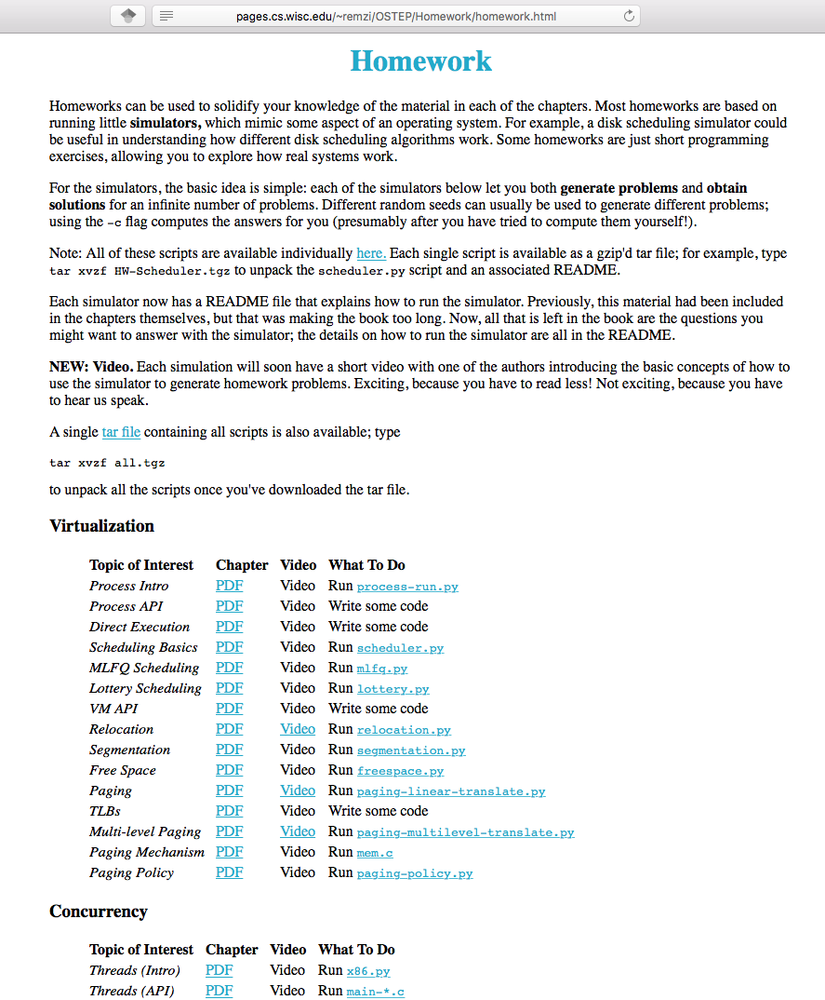 pages.cs.wisc.edu/~remzi/OSTEP/Homework/homework.html
Homework
Homeworks can be used to solidify your knowledge of the material in each of the chapters. Most homeworks are based on
running little simulators, which mimic some aspect of an operating system. For example, a disk scheduling simulator could
be useful in understanding how different disk scheduling algorithms work. Some homeworks are just short programming
exercises, allowing you to explore how real systems work.
For the simulators, the basic idea is simple: each of the simulators below let you both generate problems and obtain
solutions for an infinite number of problems. Different random seeds can usually be used to generate different problems;
using the -c flag computes the answers for you (presumably after you have tried to compute them yourself!).
Note: All of these scripts are available individually here. Each single script is available as a gzip'd tar file; for example, type
tar xvzf HW-Scheduler.tgz to unpack the scheduler.py script and an associated README.
Each simulator now has a README file that explains how to run the simulator. Previously, this material had been included
in the chapters themselves, but that was making the book too long. Now, all that is left in the book are the questions you
might want to answer with the simulator; the details on how to run the simulator are all in the README.
NEW: Video. Each simulation will soon have a short video with one of the authors introducing the basic concepts of how to
use the simulator to generate homework problems. Exciting, because you have to read less! Not exciting, because you have
to hear us speak.
A single tar file containing all scripts is also available; type
tar xvzf all.tgz
to unpack all the scripts once you've downloaded the tar file.
Virtualization
Topic of Interest Chapter Video What To Do
Process Intro PDF Video Run process-run.py
Process API PDF Video Write some code
Direct Execution PDF Video Write some code
Scheduling Basics PDF Video Run scheduler.py
MLFQ Scheduling PDF Video Run mlfq.py
Lottery Scheduling PDF Video Run lottery.py
VM API PDF Video Write some code
Relocation PDF Video Run relocation.py
Segmentation PDF Video Run segmentation.py
Free Space PDF Video Run freespace.py
Paging PDF Video Run paging-linear-translate.py
TLBs PDF Video Write some code
Multi-level Paging PDF Video Run paging-multilevel-translate.py
Paging Mechanism PDF Video Run mem.c
Paging Policy PDF Video Run paging-policy.py
Concurrency
Topic of Interest Chapter Video What To Do
Threads (Intro) PDF Video Run x86.py
Threads (API) PDF Video Run main-*.c